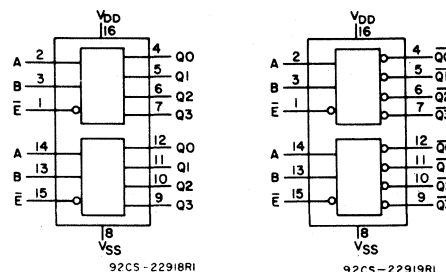 VDD
16
A 2
4 Q0
B 3
5 Q1
6 Q2
E̅ 1
7 Q3
A 14
12 Q0
B 13
11 Q1
10 Q2
E̅ 15
9 Q3
8
VSS
92CS-22918R1
VDD
16
A 2
4 Q̅0̅
B 3
5 Q̅1̅
6 Q̅2̅
E̅ 1
7 Q̅3̅
A 14
12 Q̅0̅
B 13
11 Q̅1̅
10 Q̅2̅
E̅ 15
9 Q̅3̅
8
VSS
92CS-22919R1